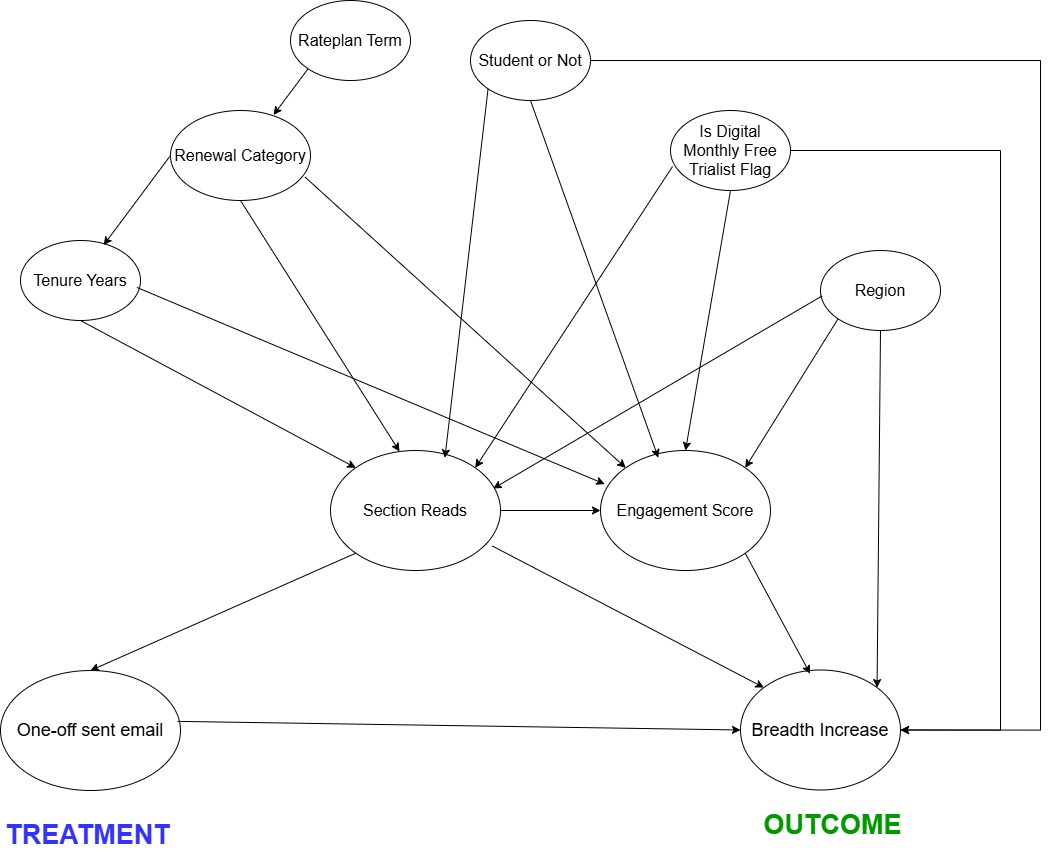 Rateplan Term
Student or Not
Is Digital
Monthly Free
Trialist Flag
Renewal Category
Tenure Years
Region
Section Reads
Engagement Score
One-off sent email
Breadth Increase
TREATMENT
OUTCOME